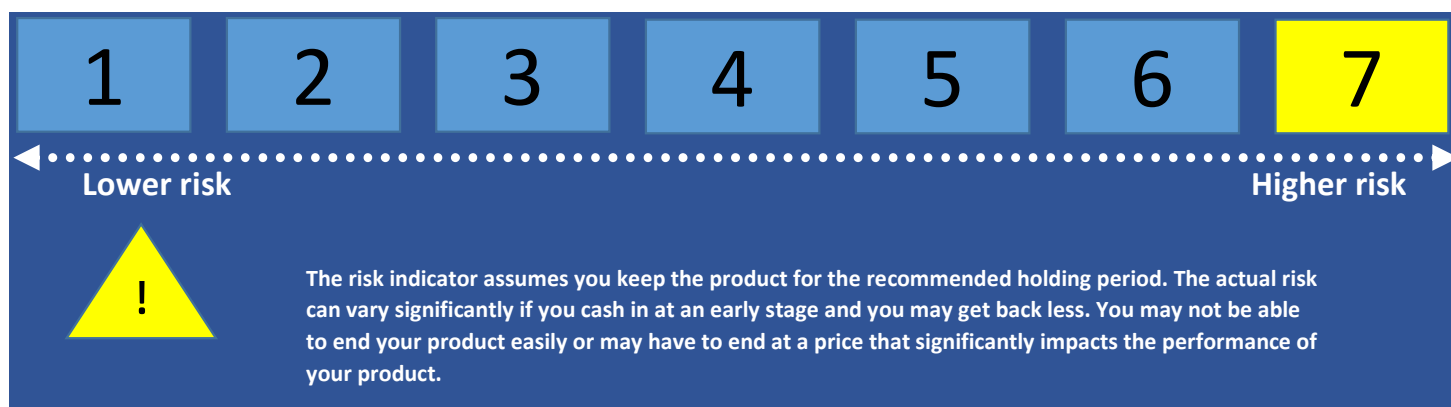 1 2 3 4 5 6 7
Lower risk Higher risk
!
The risk indicator assumes you keep the product for the recommended holding period. The actual risk
can vary significantly if you cash in at an early stage and you may get back less. You may not be able
to end your product easily or may have to end at a price that significantly impacts the performance of
your product.